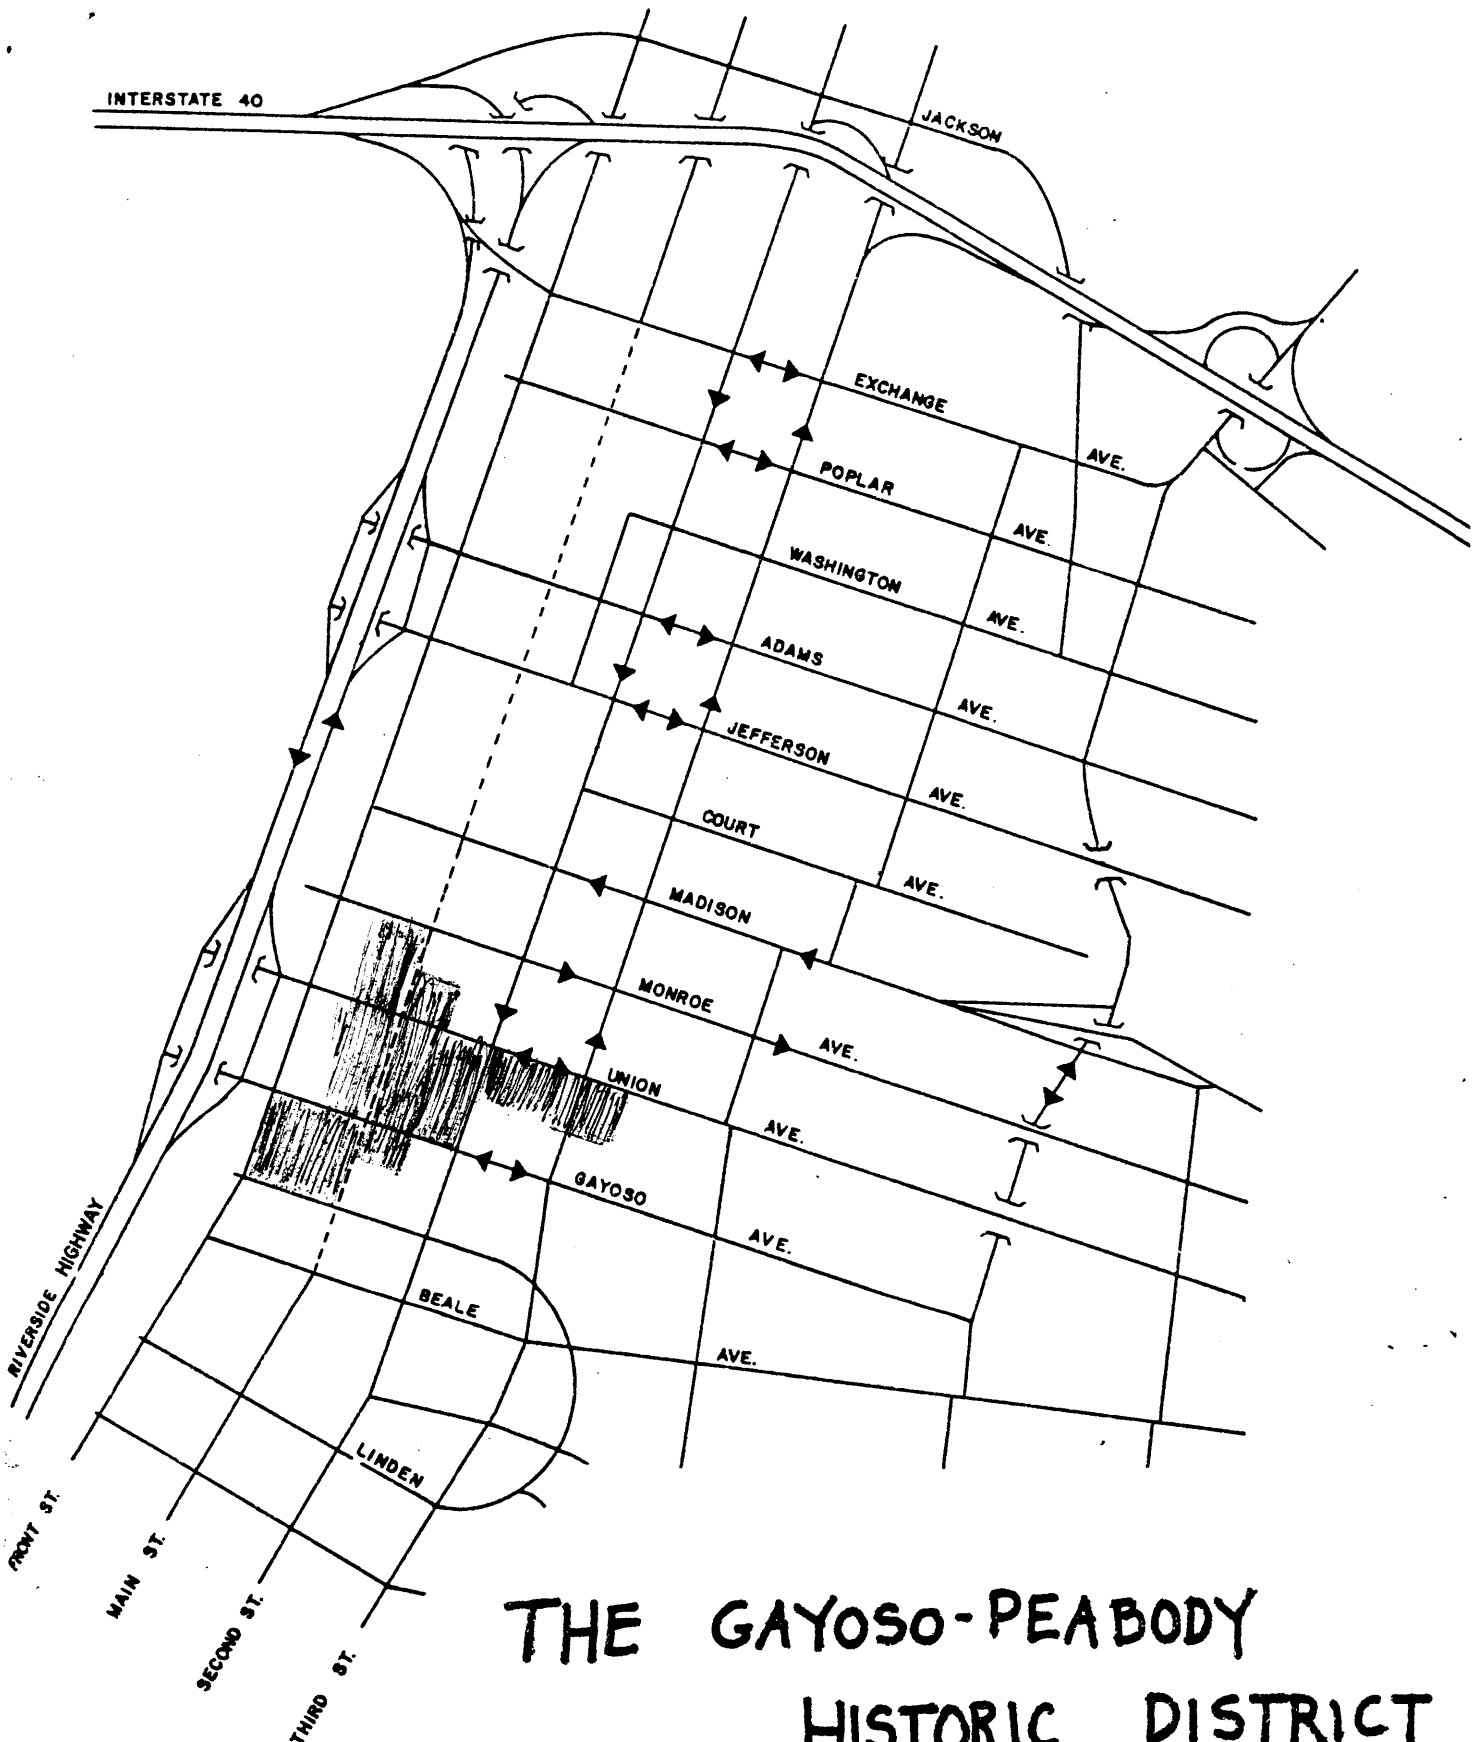 INTERSTATE 40
JACKSON
EXCHANGE AVE.
POPLAR AVE.
WASHINGTON AVE.
ADAMS AVE.
JEFFERSON AVE.
COURT AVE.
MADISON
MONROE AVE.
UNION AVE.
GAYOSO AVE.
BEALE AVE.
LINDEN
RIVERSIDE HIGHWAY
FRONT ST.
MAIN ST.
SECOND ST.
THIRD ST.
THE GAYOSO-PEABODY
HISTORIC DISTRICT